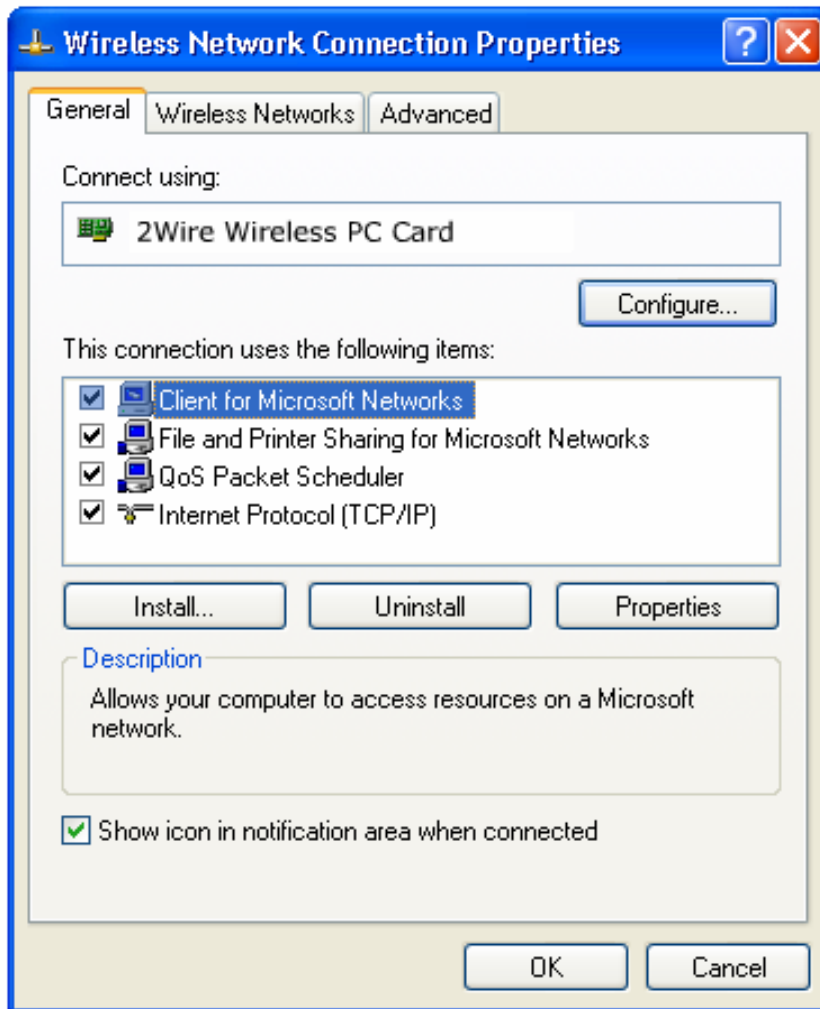 Wireless Network Connection Properties
General
Wireless Networks
Advanced
Connect using:
2Wire Wireless PC Card
Configure...
This connection uses the following items:
Client for Microsoft Networks
File and Printer Sharing for Microsoft Networks
QoS Packet Scheduler
Internet Protocol (TCP/IP)
Install...
Uninstall
Properties
Description
Allows your computer to access resources on a Microsoft
network.
Show icon in notification area when connected
OK
Cancel